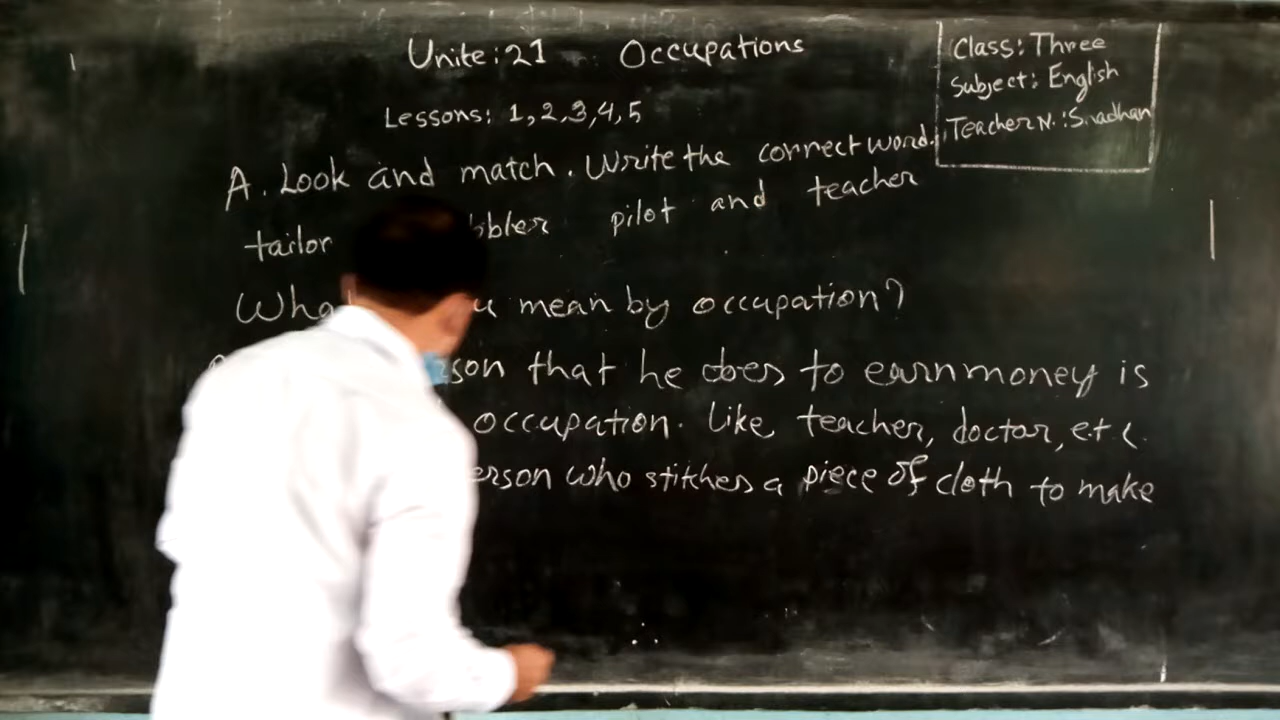 Unite: 21 Occupations
Lessons: 1, 2, 3, 4, 5
Class: Three
Subject: English
Teacher N.:
A. Look and match. Write the correct word.
tailor pilot and teacher
mean by occupation?
that he does to earn money is
occupation. Like teacher, doctor, etc.
who stitches a piece of cloth to make